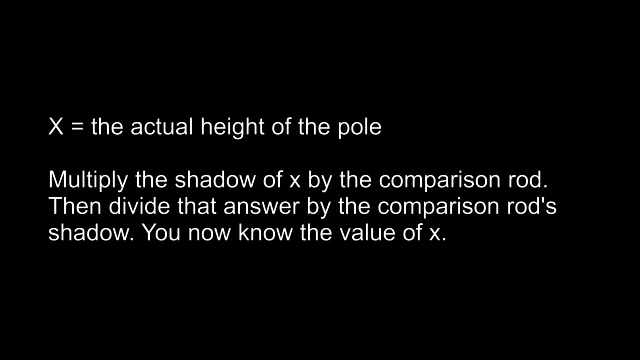 X = the actual height of the pole
Multiply the shadow of x by the comparison rod.
Then divide that answer by the comparison rod's
shadow. You now know the value of x.